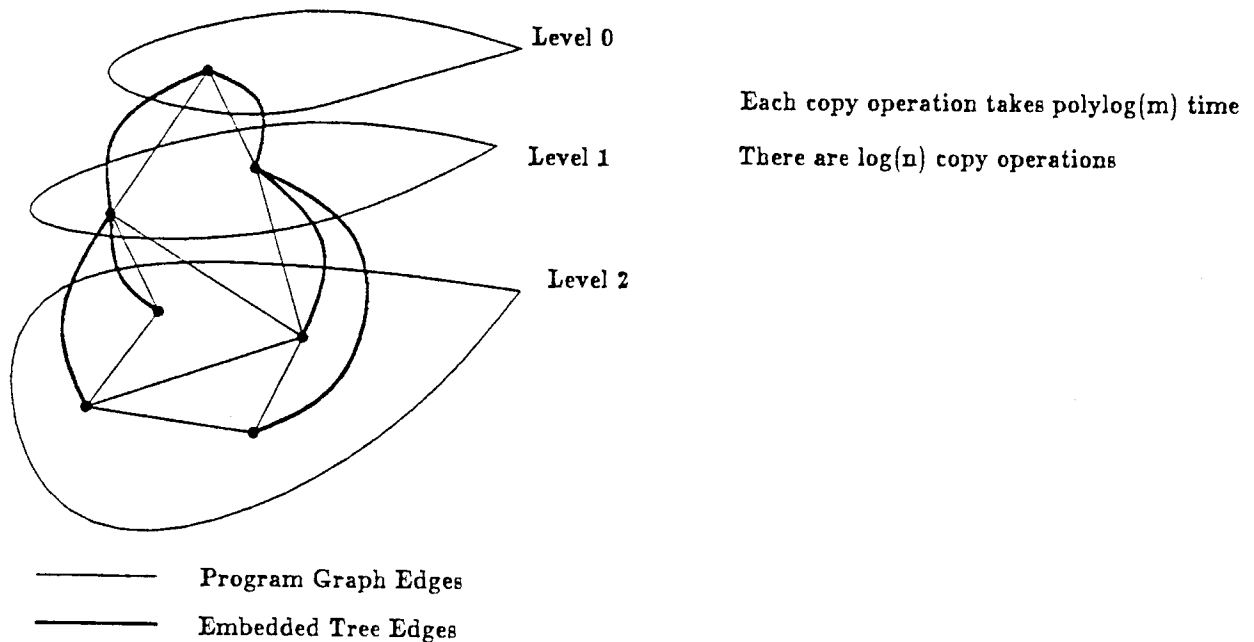 Level 0
Each copy operation takes polylog(m) time
Level 1
There are log(n) copy operations
Level 2
Program Graph Edges
Embedded Tree Edges